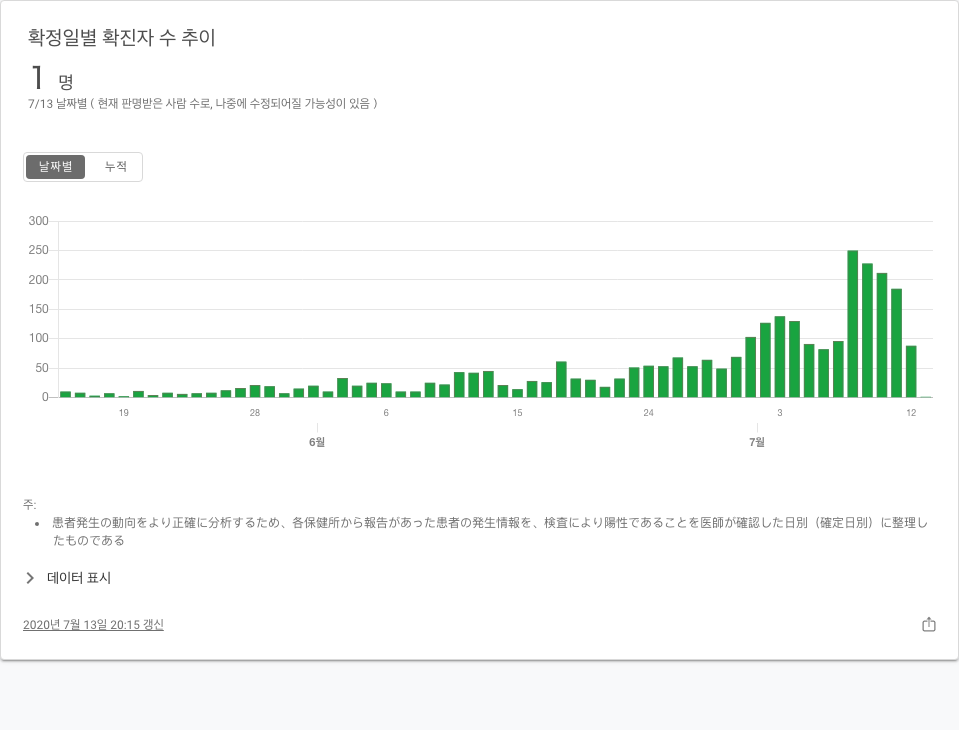 확정일별 확진자 수 추이
1 명
7/13 날짜별 ( 현재 판명받은 사람 수로, 나중에 수정되어질 가능성이 있음 )
날짜별 누적
300
250
200
150
100
50
0
19 28 6 15 24 3 12
6월 7월
주:
• 患者発生の動向をより正確に分析するため、各保健所から報告があった患者の発生情報を、検査により陽性であることを医師が確認した日別（確定日別）に整理し
たものである
데이터 표시
2020년 7월 13일 20:15 갱신